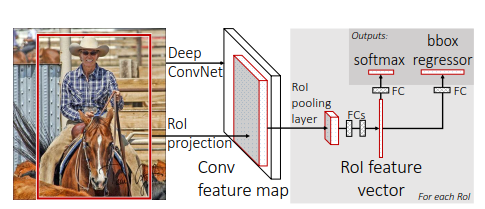 Deep
ConvNet
RoI
projection
Conv
feature map
RoI
pooling
layer
FCs
RoI feature
vector
Outputs:
softmax
bbox
regressor
FC
FC
For each RoI